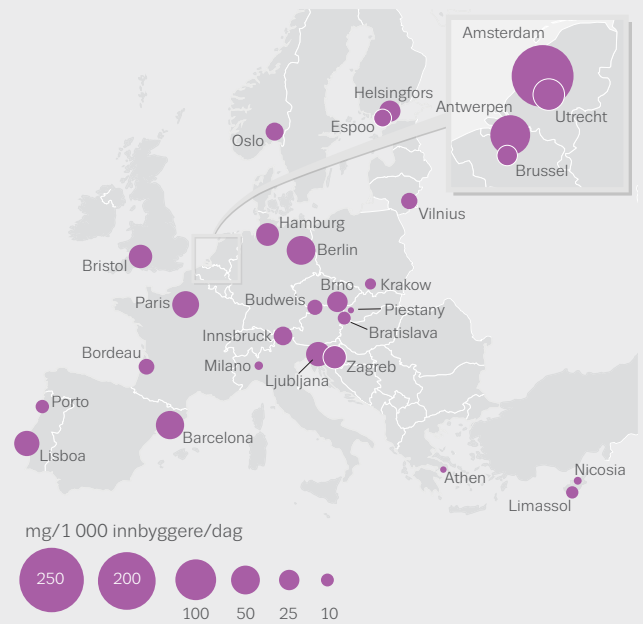 Amsterdam
Helsingfors
Antwerpen
Utrecht
Espoo
Oslo
Brussel
Vilnius
Hamburg
Berlin
Bristol
Brno
Krakow
Paris
Budweis
Piestany
Bratislava
Innsbruck
Bordeau
Milano
Zagreb
Ljubljana
Porto
Barcelona
Lisboa
Nicosia
Athen
Limassol
mg/1 000 innbyggere/dag
250
200
100
50
25
10